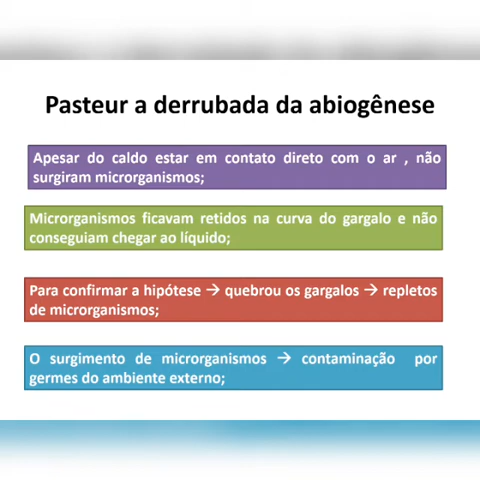 Pasteur a derrubada da abiogênese
Apesar do caldo estar em contato direto com o ar , não
surgiram microrganismos;
Microrganismos ficavam retidos na curva do gargalo e não
conseguiam chegar ao líquido;
Para confirmar a hipótese → quebrou os gargalos → repletos
de microrganismos;
O surgimento de microrganismos → contaminação por
germes do ambiente externo;